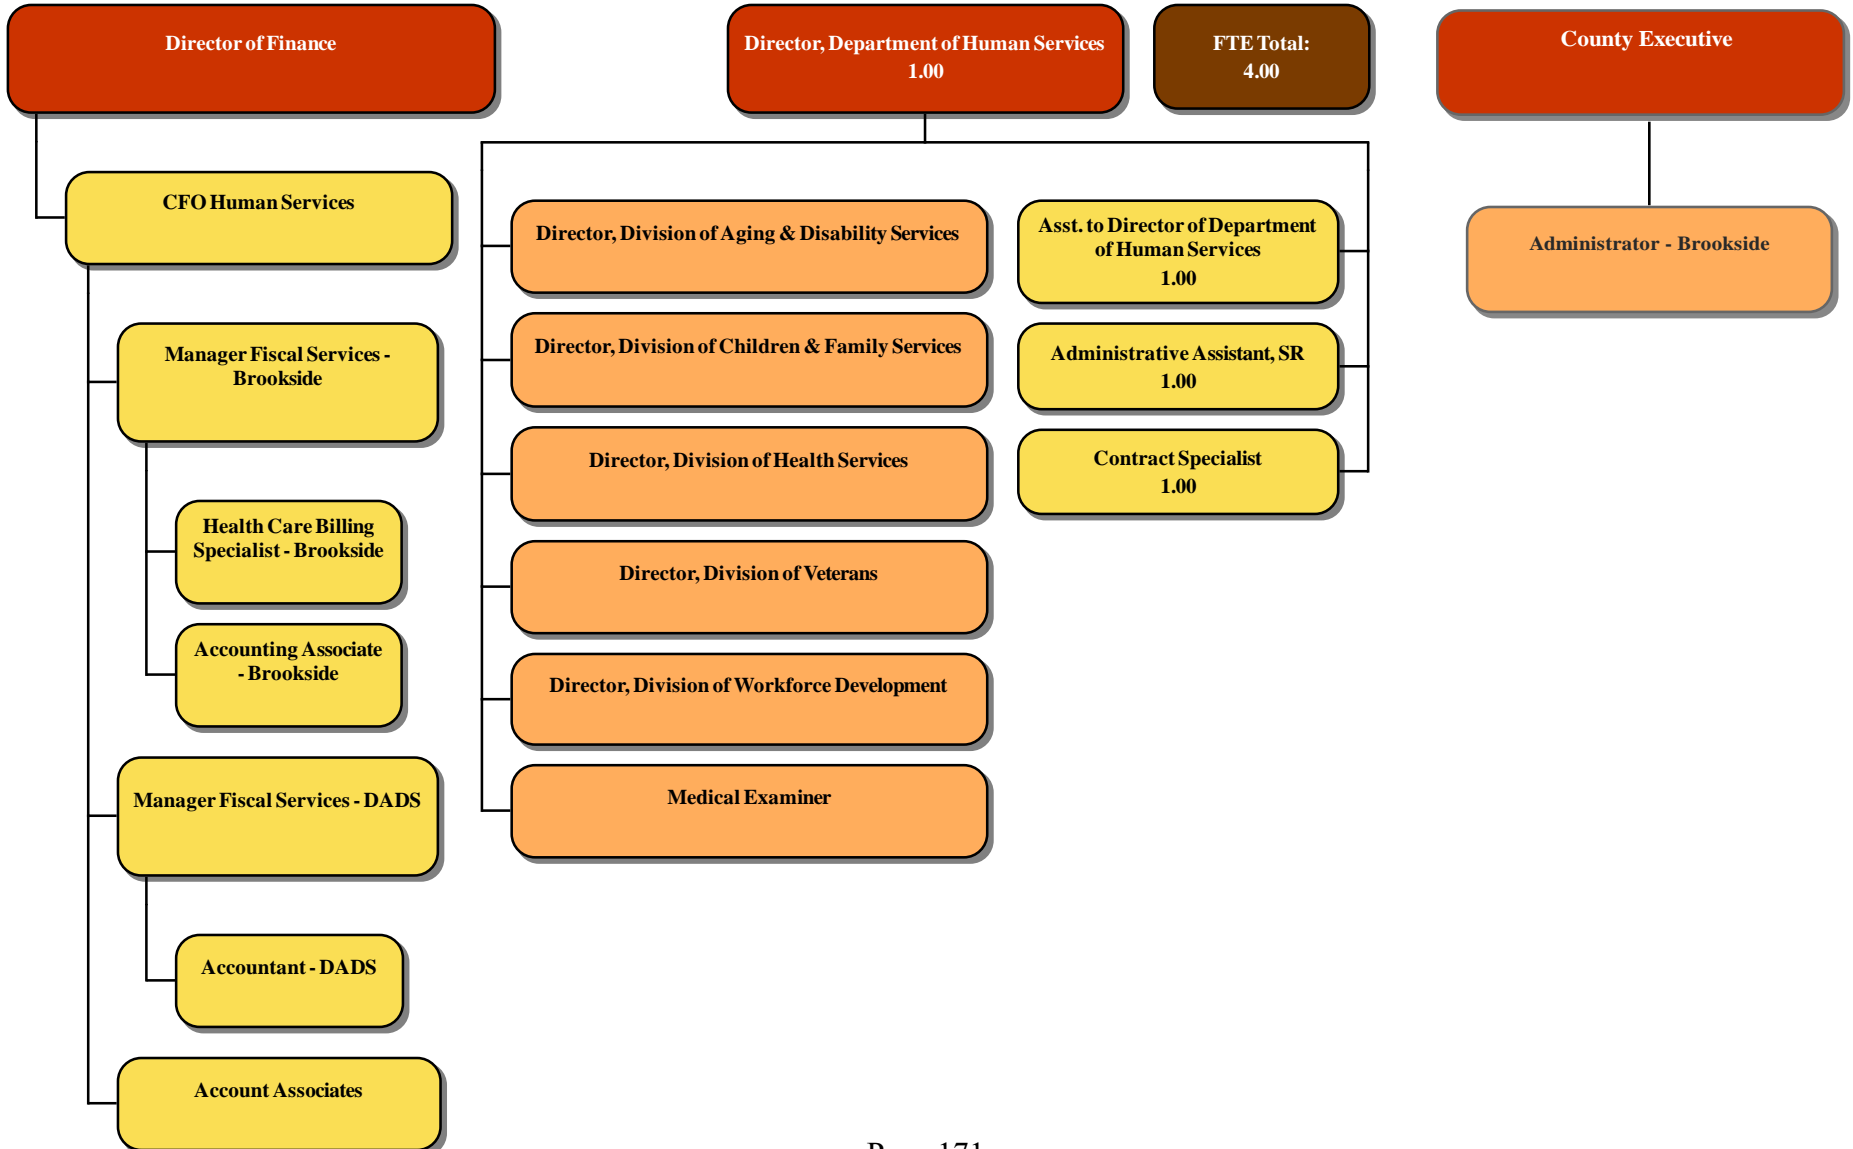 Director of Finance
Director, Department of Human Services
1.00
FTE Total:
4.00
County Executive
CFO Human Services
Manager Fiscal Services -
Brookside
Health Care Billing
Specialist - Brookside
Accounting Associate
- Brookside
Manager Fiscal Services - DADS
Accountant - DADS
Account Associates
Director, Division of Aging & Disability Services
Director, Division of Children & Family Services
Director, Division of Health Services
Director, Division of Veterans
Director, Division of Workforce Development
Medical Examiner
Asst. to Director of Department
of Human Services
1.00
Administrative Assistant, SR
1.00
Contract Specialist
1.00
Administrator - Brookside
171